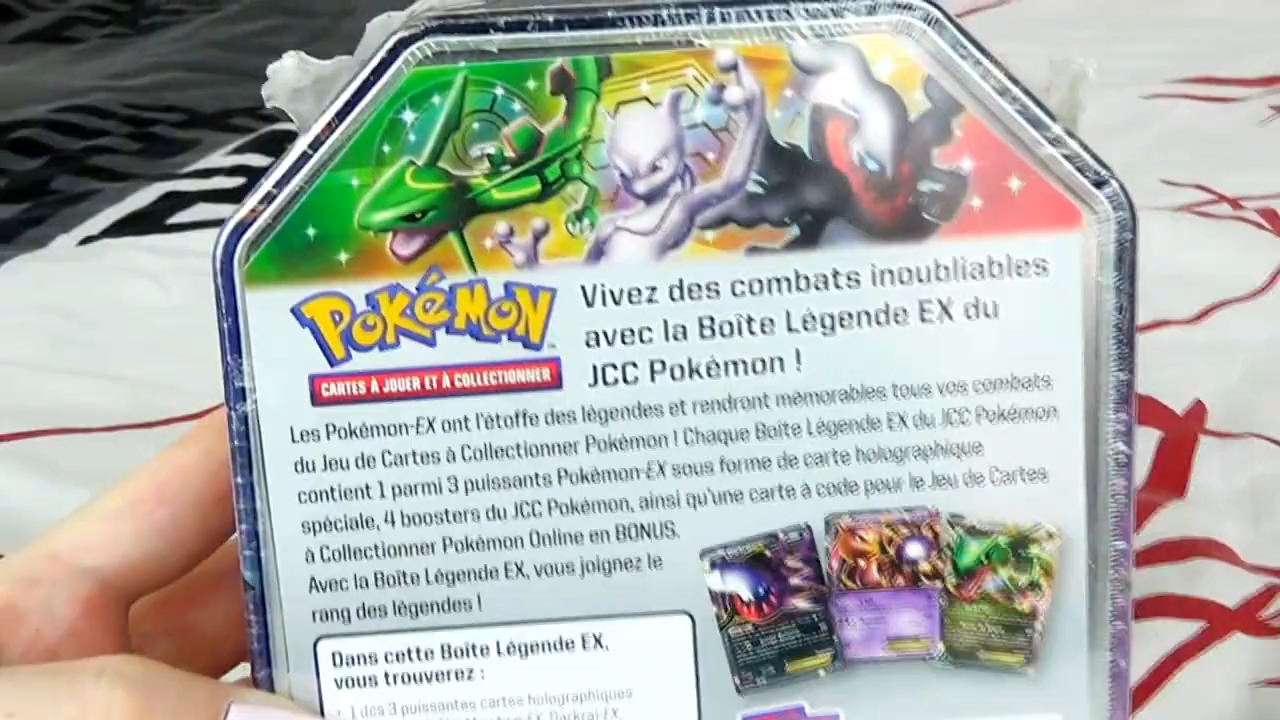 POKéMON
CARTES À JOUER ET À COLLECTIONNER
Vivez des combats inoubliables
avec la Boîte Légende EX du
JCC Pokémon !
Les Pokémon-EX ont l'étoffe des légendes et rendront mémorables tous vos combats
du Jeu de Cartes à Collectionner Pokémon ! Chaque Boîte Légende EX du JCC Pokémon
contient 1 parmi 3 puissants Pokémon-EX sous forme de carte holographique
spéciale, 4 boosters du JCC Pokémon, ainsi qu'une carte à code pour le Jeu de Cartes
à Collectionner Pokémon Online en BONUS.
Avec la Boîte Légende EX, vous joignez le
rang des légendes !
Dans cette Boîte Légende EX,
vous trouverez :
1 des 3 puissantes cartes holographiques
Darkrai-EX